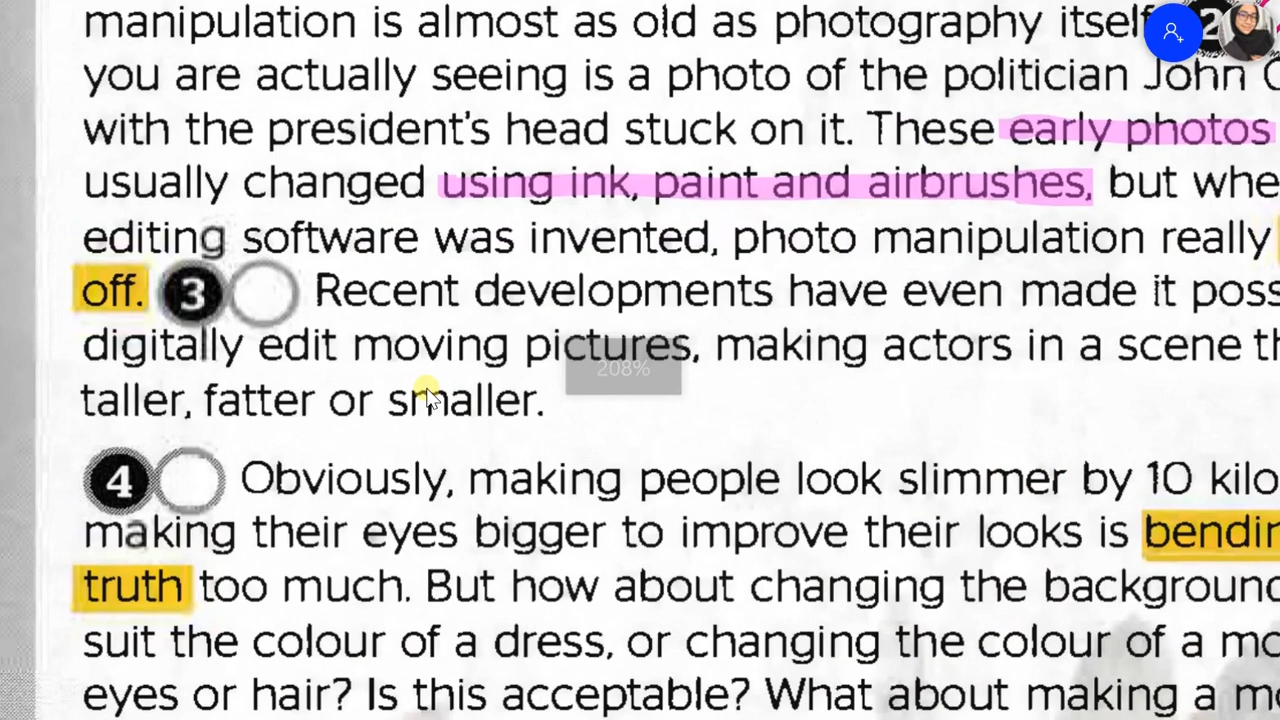 manipulation is almost as old as photography itself 2
you are actually seeing is a photo of the politician John C
with the president's head stuck on it. These early photos
usually changed using ink, paint and airbrushes, but whe
editing software was invented, photo manipulation really
off. 3 Recent developments have even made it poss
digitally edit moving pictures, making actors in a scene th
208%
taller, fatter or smaller.
4 Obviously, making people look slimmer by 10 kilo
making their eyes bigger to improve their looks is bendin
truth too much. But how about changing the background
suit the colour of a dress, or changing the colour of a mo
eyes or hair? Is this acceptable? What about making a mo